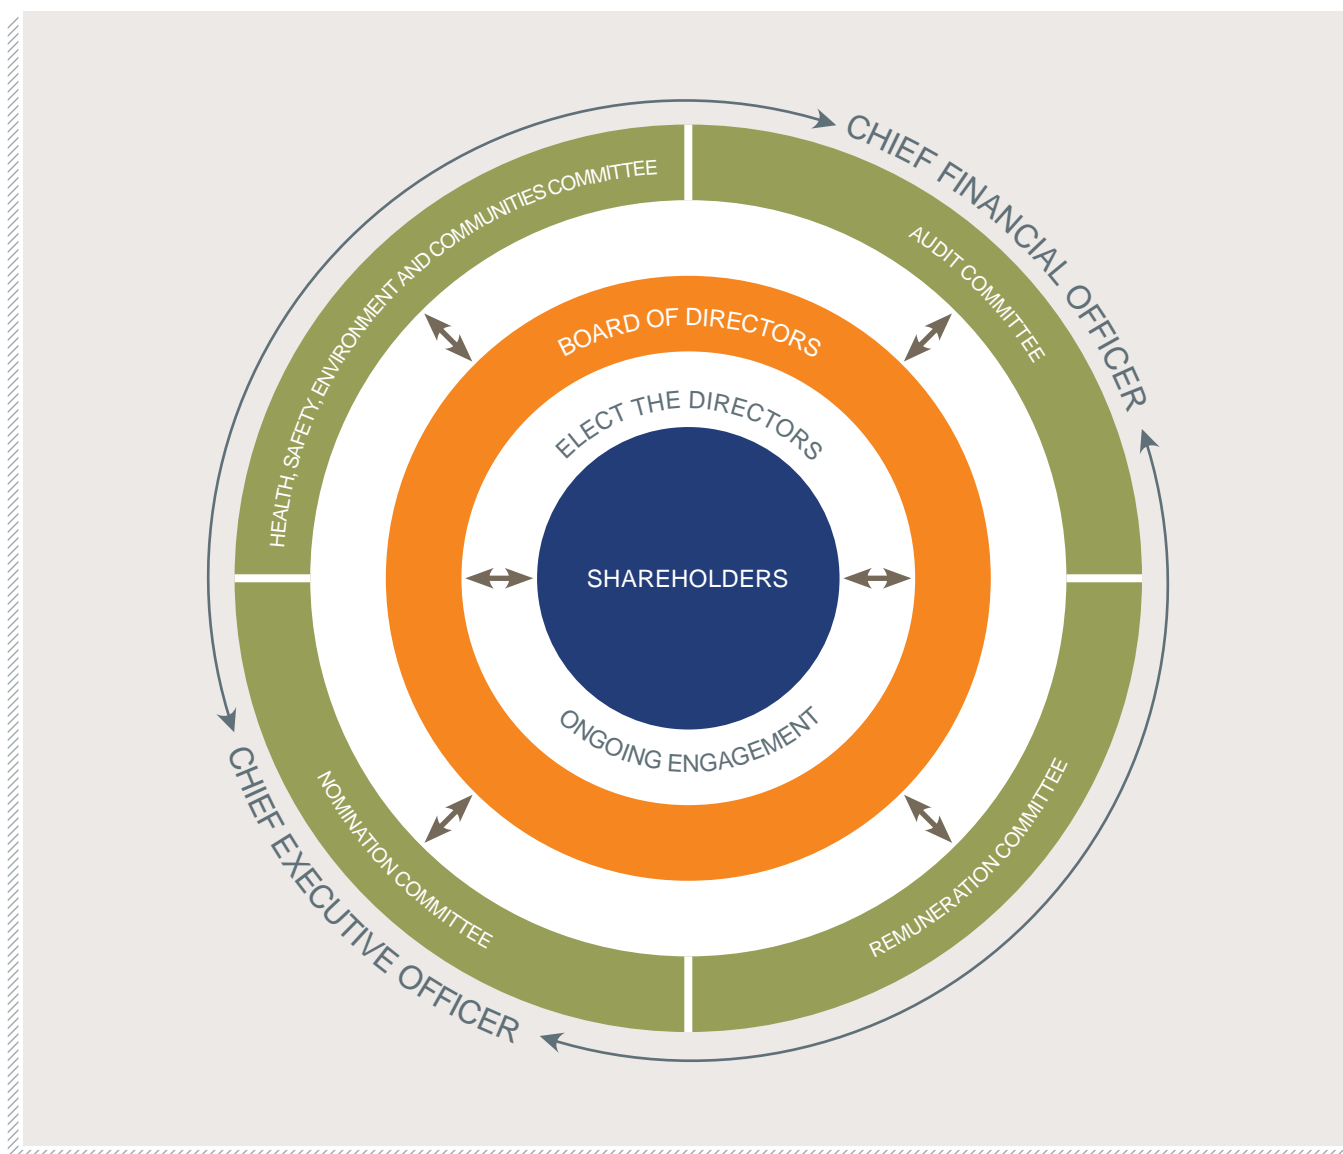 CHIEF FINANCIAL OFFICER
HEALTH, SAFETY, ENVIRONMENT AND COMMUNITIES COMMITTEE
AUDIT COMMITTEE
BOARD OF DIRECTORS
ELECT THE DIRECTORS
SHAREHOLDERS
ONGOING ENGAGEMENT
NOMINATION COMMITTEE
REMUNERATION COMMITTEE
CHIEF EXECUTIVE OFFICER